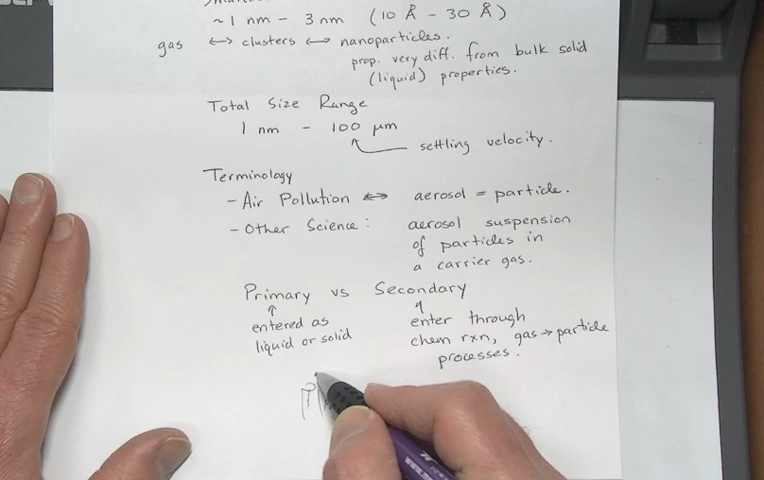 ~ 1 nm - 3 nm (10 Å - 30 Å)
gas ↔ clusters ↔ nanoparticles.
prop. very diff. from bulk solid
(liquid) properties.
Total Size Range
1 nm - 100 µm
settling velocity.
Terminology
- Air Pollution ↔ aerosol = particle.
- Other Science : aerosol suspension
of particles in
a carrier gas.
Primary vs Secondary
↑ entered as
liquid or solid
↑ enter through
chem rxn, gas → particle
processes.